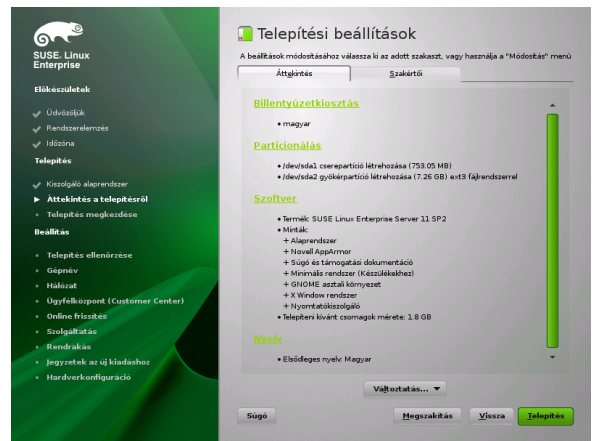 SUSE. Linux
Enterprise
Előkészületek
Üdvözöljük
Rendszerelemzés
Időzóna
Telepítés
Kiszolgáló alaprendszer
Áttekintés a telepítésről
Telepítés megkezdése
Beállítás
Telepítés ellenőrzése
Gépnév
Hálózat
Ügyfélközpont (Customer Center)
Online frissítés
Szolgáltatás
Rendrakás
Jegyzetek az új kiadáshoz
Hardverkonfiguráció
Telepítési beállítások
A beállítások módosításához válassza ki az adott szakaszt, vagy használja a "Módosítás" menü
Áttekintés
Szakértői
Billentyűzetkiosztás
• magyar
Particionálás
• /dev/sda1 cserepartíció létrehozása (753.05 MB)
• /dev/sda2 gyökérpartíció létrehozása (7.26 GB) ext3 fájlrendszerrel
Szoftver
• Termék: SUSE Linux Enterprise Server 11 SP2
• Minták:
+ Alaprendszer
+ Novell AppArmor
+ Súgó és támogatási dokumentáció
+ Minimális rendszer (Készülékekhez)
+ GNOME asztali környezet
+ X Window rendszer
+ Nyomtatókiszolgáló
• Telepíteni kívánt csomagok mérete: 1.8 GB
Nyelv
• Elsődleges nyelv: Magyar
Változtatás...
Súgó
Megszakítás
Vissza
Telepítés